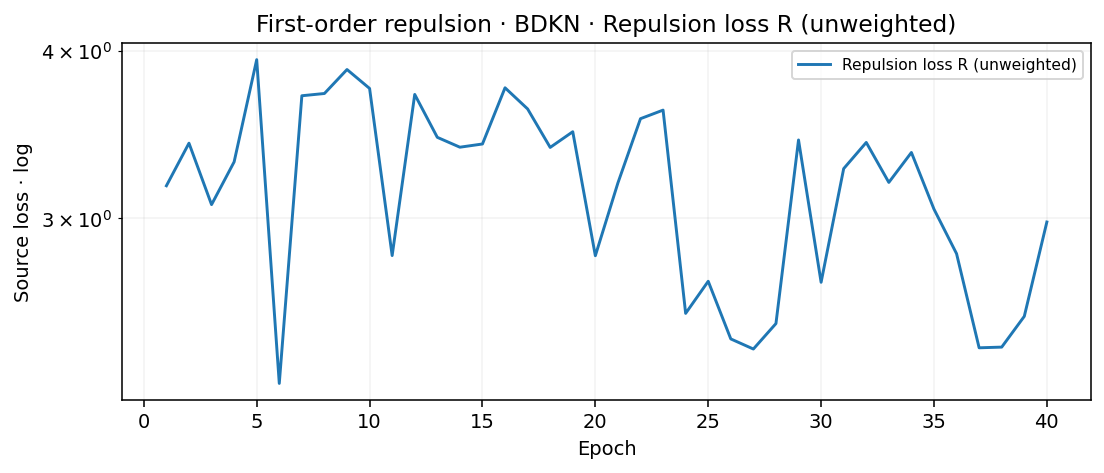 First-order repulsion · BDKN · Repulsion loss R (unweighted)
4 × 10⁰
3 × 10⁰
Source loss · log
Repulsion loss R (unweighted)
0 5 10 15 20 25 30 35 40
Epoch